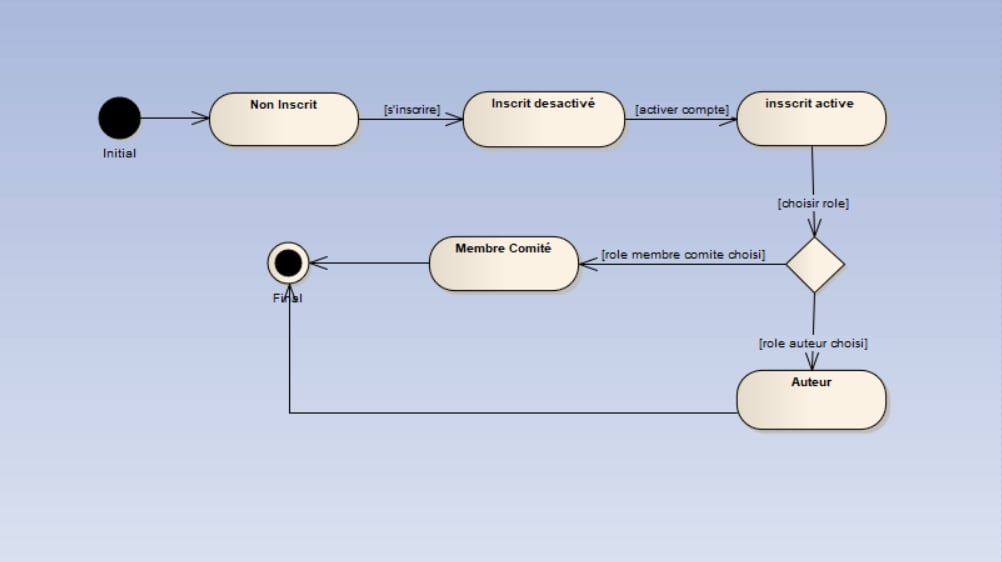 Non Inscrit
[s'inscrire]
Inscrit desactivé
[activer compte]
insscrit active
Initial
[choisir role]
Membre Comité
[role membre comite choisi]
Final
[role auteur choisi]
Auteur